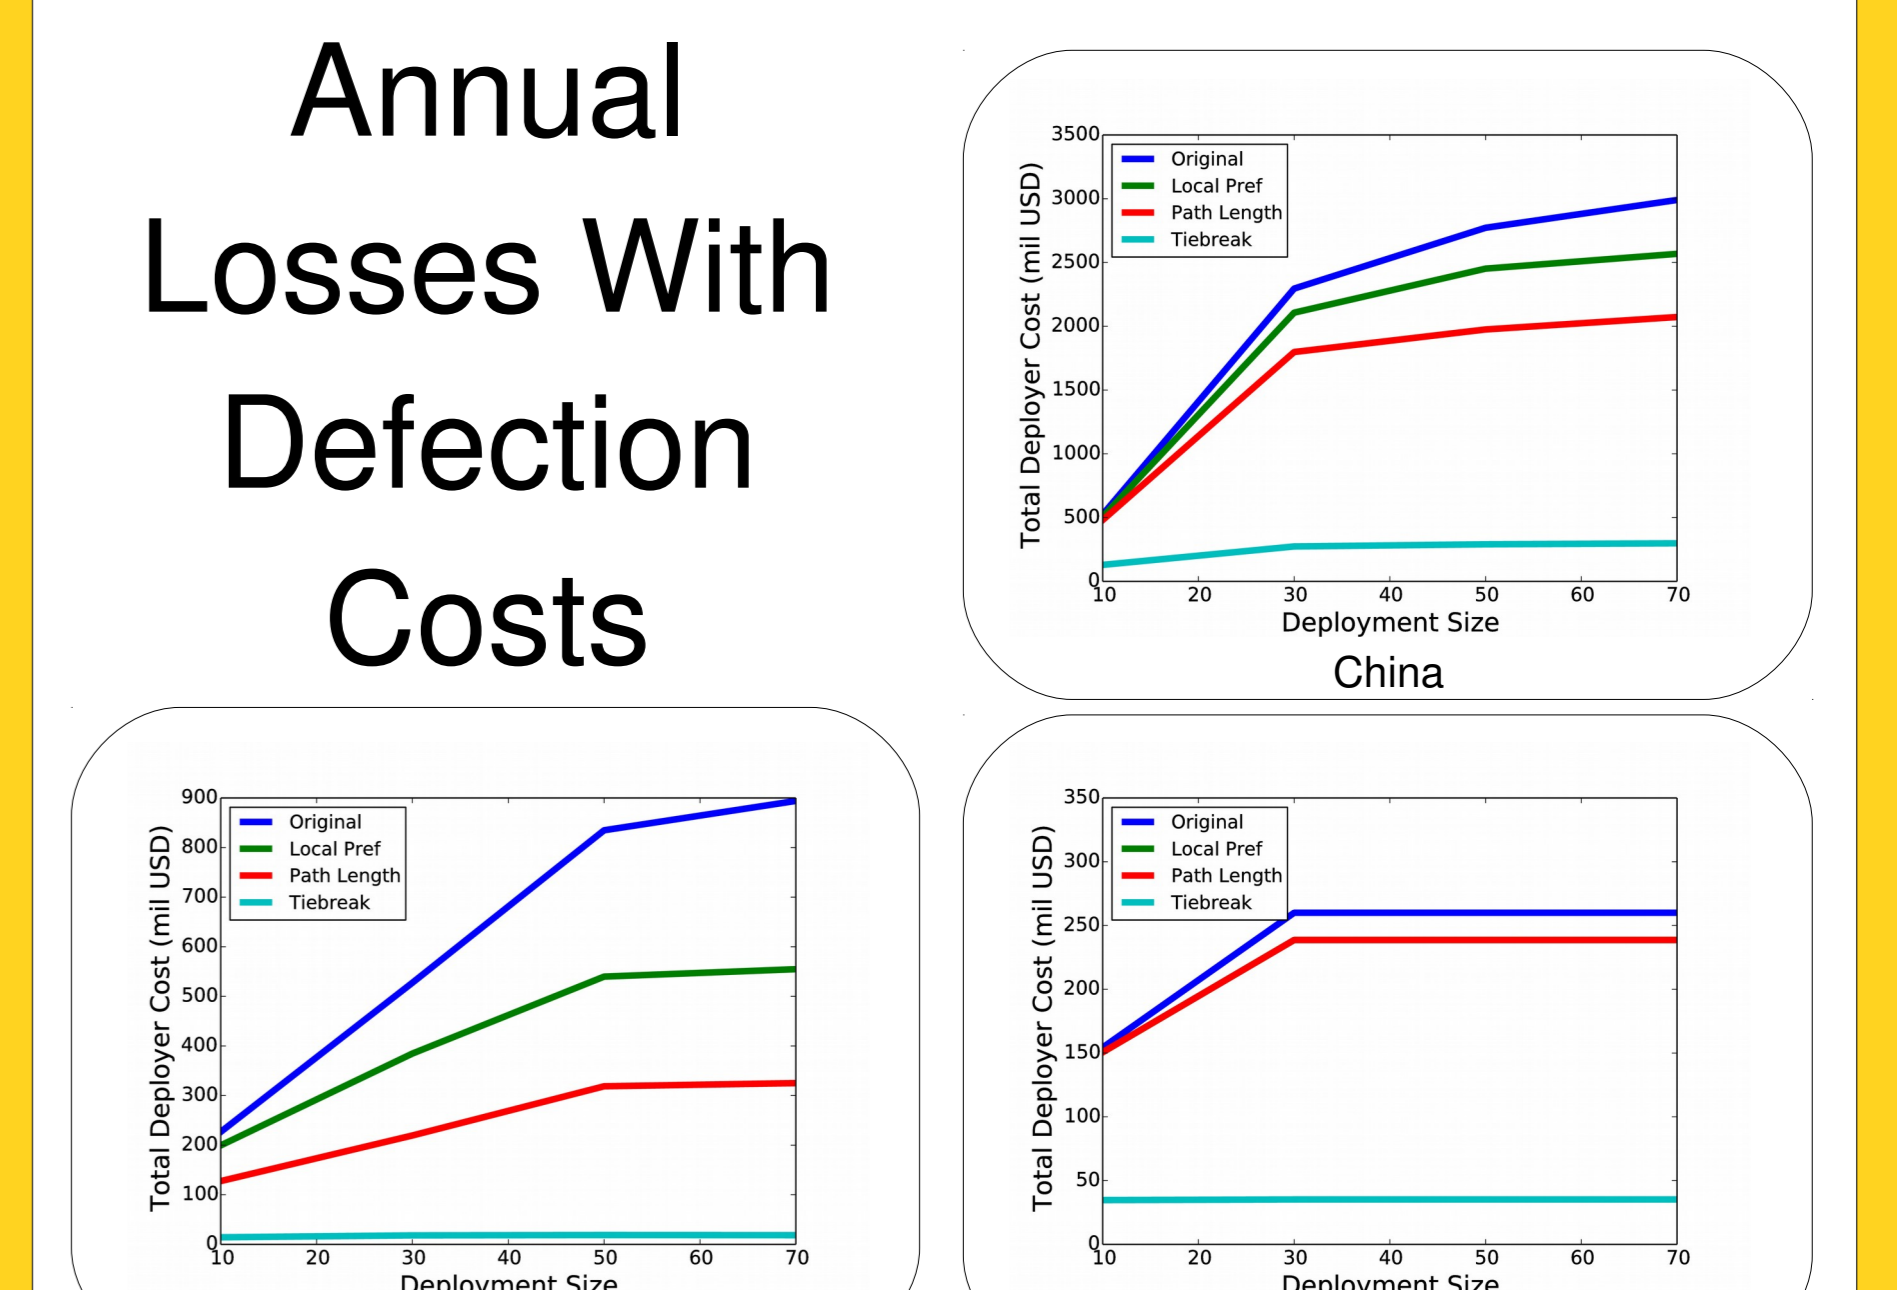 Annual
Losses With
Defection
Costs
3500
3000
2500
2000
1500
1000
500
0
Total Deployer Cost (mil USD)
Original
Local Pref
Path Length
Tiebreak
10 20 30 40 50 60 70
Deployment Size
China
900
800
700
600
500
400
300
200
100
0
Total Deployer Cost (mil USD)
Original
Local Pref
Path Length
Tiebreak
10 20 30 40 50 60 70
Deployment Size
350
300
250
200
150
100
50
0
Total Deployer Cost (mil USD)
Original
Local Pref
Path Length
Tiebreak
10 20 30 40 50 60 70
Deployment Size